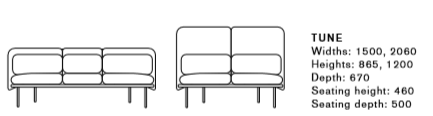 TUNE
Widths: 1500, 2060
Heights: 865, 1200
Depth: 670
Seating height: 460
Seating depth: 500